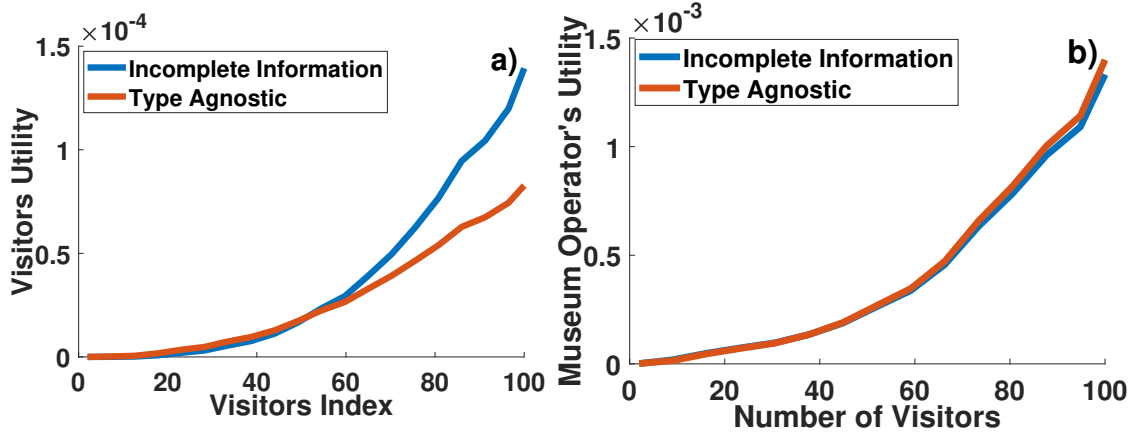 ×10^-4
1.5
1
0.5
0
Visitors Utility
Incomplete Information
Type Agnostic
a)
0 20 40 60 80 100
Visitors Index
×10^-3
1.5
1
0.5
0
Museum Operator's Utility
Incomplete Information
Type Agnostic
b)
0 20 40 60 80 100
Number of Visitors